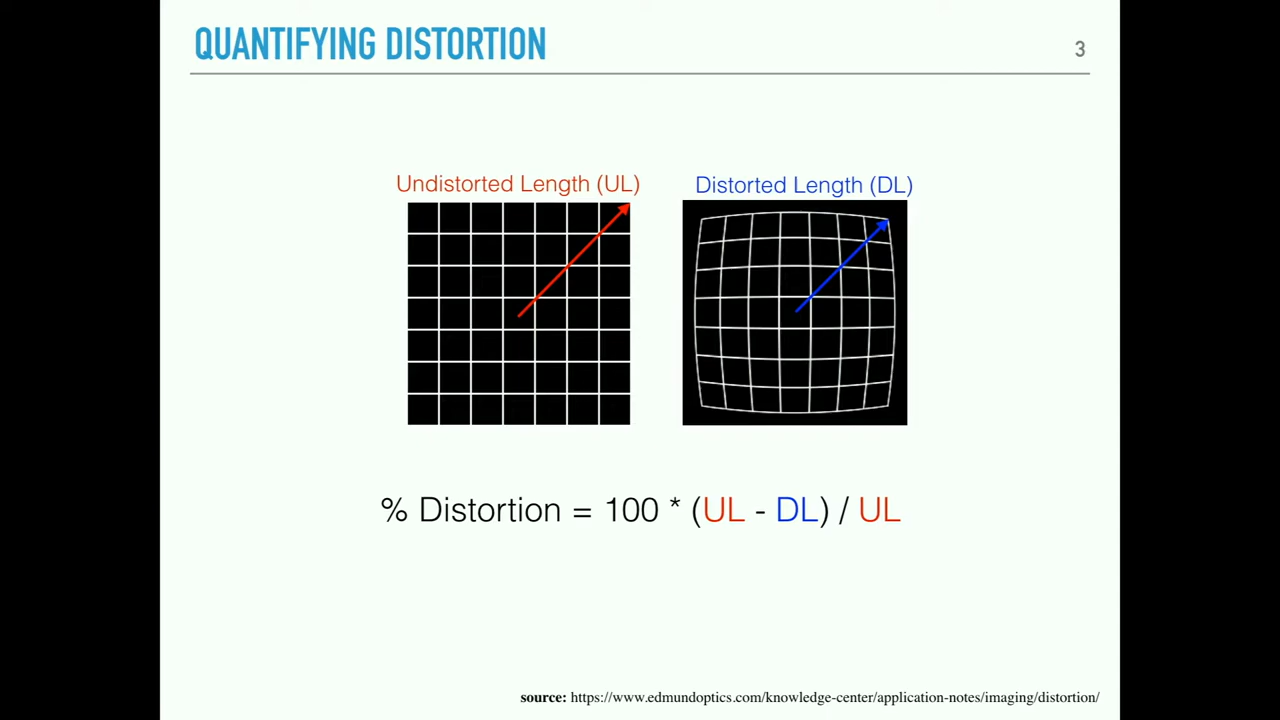 QUANTIFYING DISTORTION
3
Undistorted Length (UL)
Distorted Length (DL)
% Distortion = 100 * (UL - DL) / UL
source: https://www.edmundoptics.com/knowledge-center/application-notes/imaging/distortion/